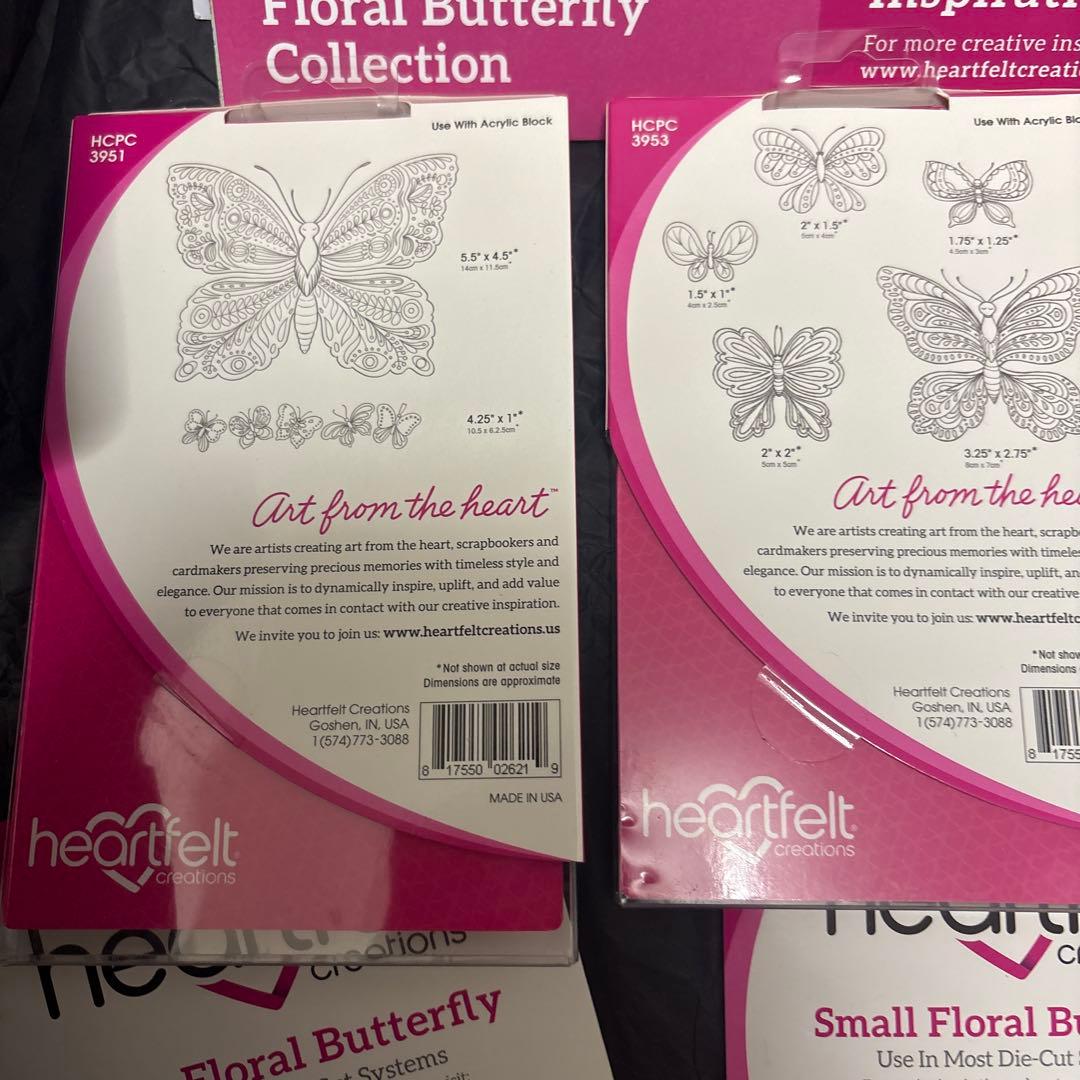 Floral Butterfly
Collection
For more creative
www.heartfeltcreati
HCPC
3951
Use With Acrylic Block
5.5" x 4.5"*
14cm x 11.5cm*
4.25" x 1"*
10.5 x 6.2.5cm*
Art from the heart™
We are artists creating art from the heart, scrapbookers and
cardmakers preserving precious memories with timeless style and
elegance. Our mission is to dynamically inspire, uplift, and add value
to everyone that comes in contact with our creative inspiration.
We invite you to join us: www.heartfeltcreations.us
*Not shown at actual size
Dimensions are approximate
Heartfelt Creations
Goshen, IN, USA
1(574)773-3088
8 17550 02621 9
MADE IN USA
heartfelt
creations
HCPC
3953
Use With Acrylic
2" x 1.5"*
5cm x 4cm*
1.75" x 1.25"*
4.5cm x 3cm*
1.5" x 1"*
4cm x 2.5cm*
2" x 2"*
5cm x 5cm*
3.25" x 2.75"*
8cm x 7cm*
Art from the
We are artists creating art from the heart,
cardmakers preserving precious memories with
elegance. Our mission is to dynamically inspire, uplift,
to everyone that comes in contact with our creative
We invite you to join us: www.heartfeltc
*Not
Dimensions
Heartfelt Creations
Goshen, IN, USA
1(574)773-3088
8 1755
heartfelt
creations
creations
Floral Butterfly
Systems
Small Floral
Use In Most Die-Cut